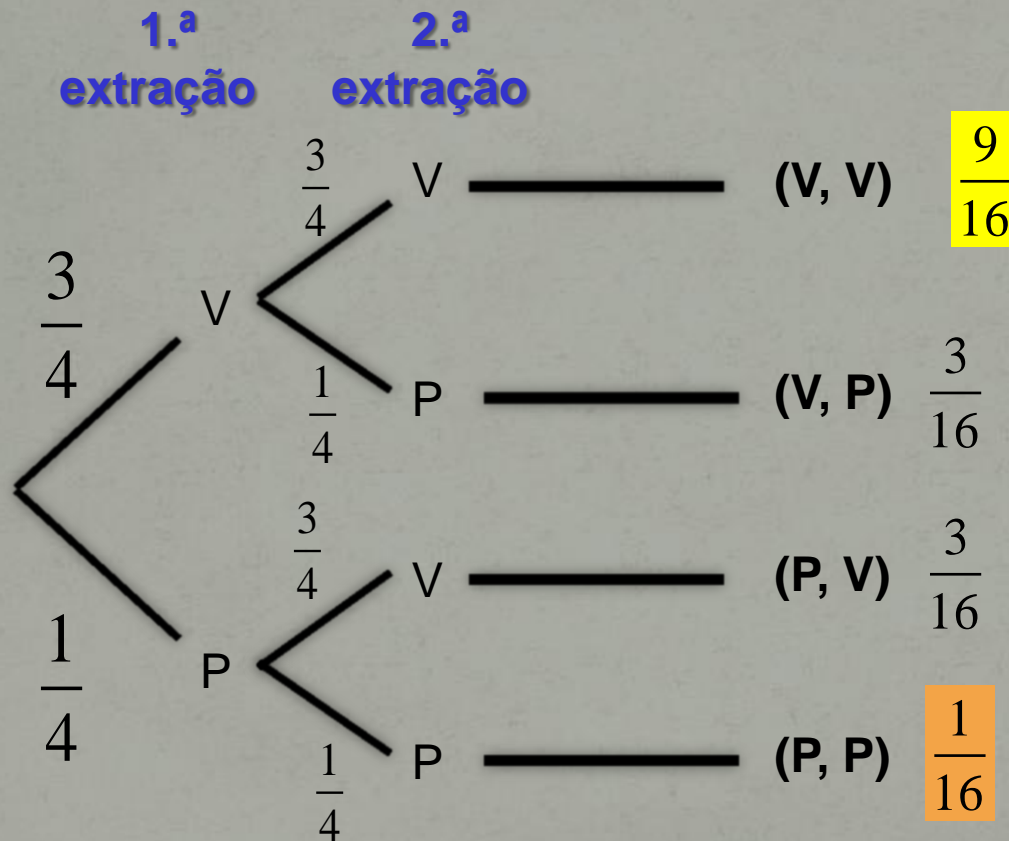 1.ª 2.ª
extração extração
3/4 V (V, V) 9/16
3/4 V
1/4 P (V, P) 3/16
3/4 V (P, V) 3/16
1/4 P
1/4 P (P, P) 1/16